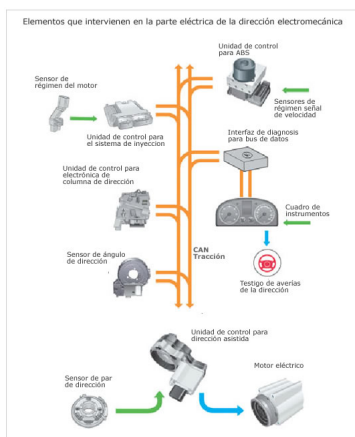 Elementos que intervienen en la parte eléctrica de la dirección electromecánica
Unidad de control
para ABS
Sensor de
régimen del motor
Sensores de
régimen señal
de velocidad
Unidad de control para
el sistema de inyeccion
Interfaz de diagnosis
para bus de datos
Unidad de control para
electrónica de
columna de dirección
Cuadro de
instrumentos
CAN
Tracción
Sensor de ángulo
de dirección
Testigo de averías
de la dirección
Unidad de control para
dirección asistida
Motor eléctrico
Sensor de par
de dirección